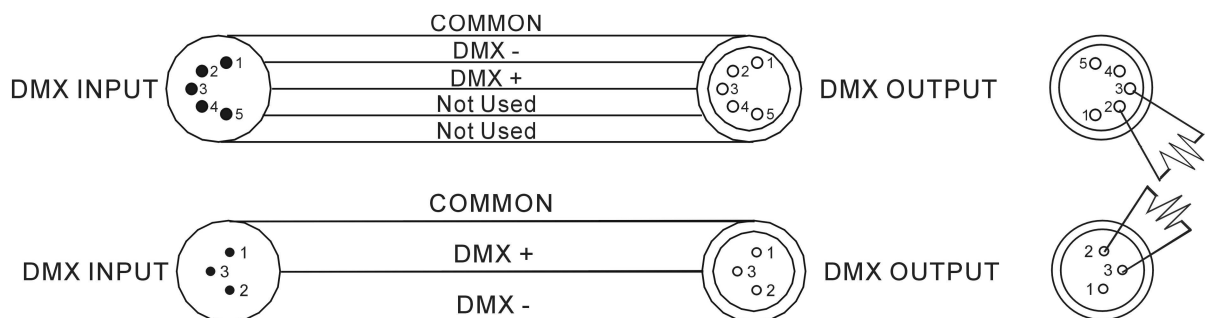 COMMON
DMX -
DMX INPUT
DMX +
DMX OUTPUT
Not Used
Not Used
1
2
3
4
5
1
2
3
4
5
5
4
3
2
1
COMMON
DMX INPUT
DMX +
DMX OUTPUT
DMX -
1
3
2
1
3
2
2
3
1